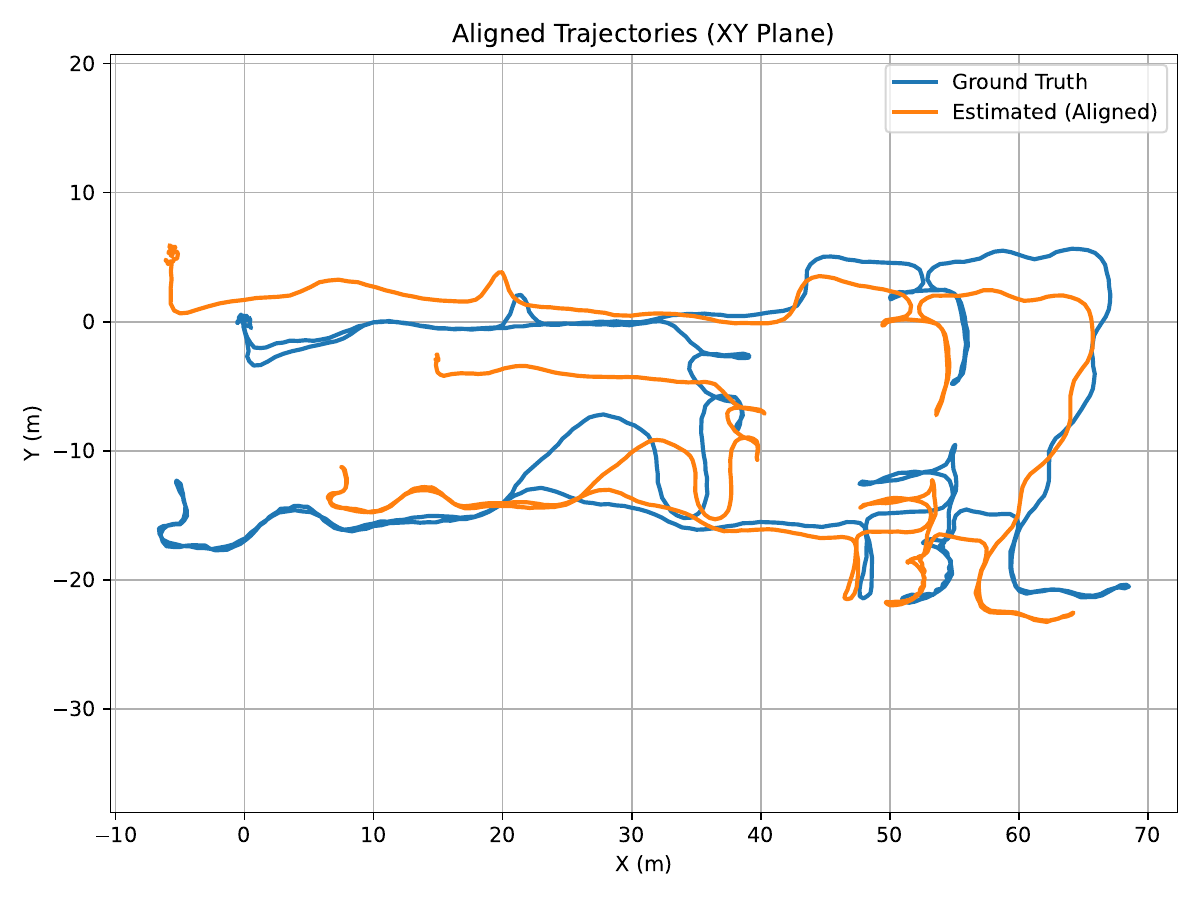 Aligned Trajectories (XY Plane)
Ground Truth
Estimated (Aligned)
20
10
0
−10
−20
−30
Y (m)
−10 0 10 20 30 40 50 60 70
X (m)